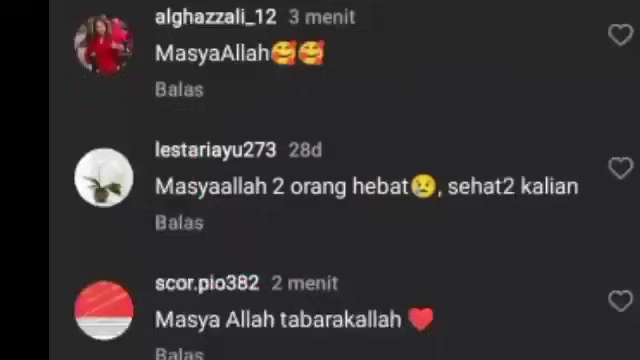 alghazzali_12 3 menit
MasyaAllah🥰🥰
Balas
lestariayu273 28d
Masyaallah 2 orang hebat😢, sehat2 kalian
Balas
scor.pio382 2 menit
Masya Allah tabarakallah ♥️
Balas